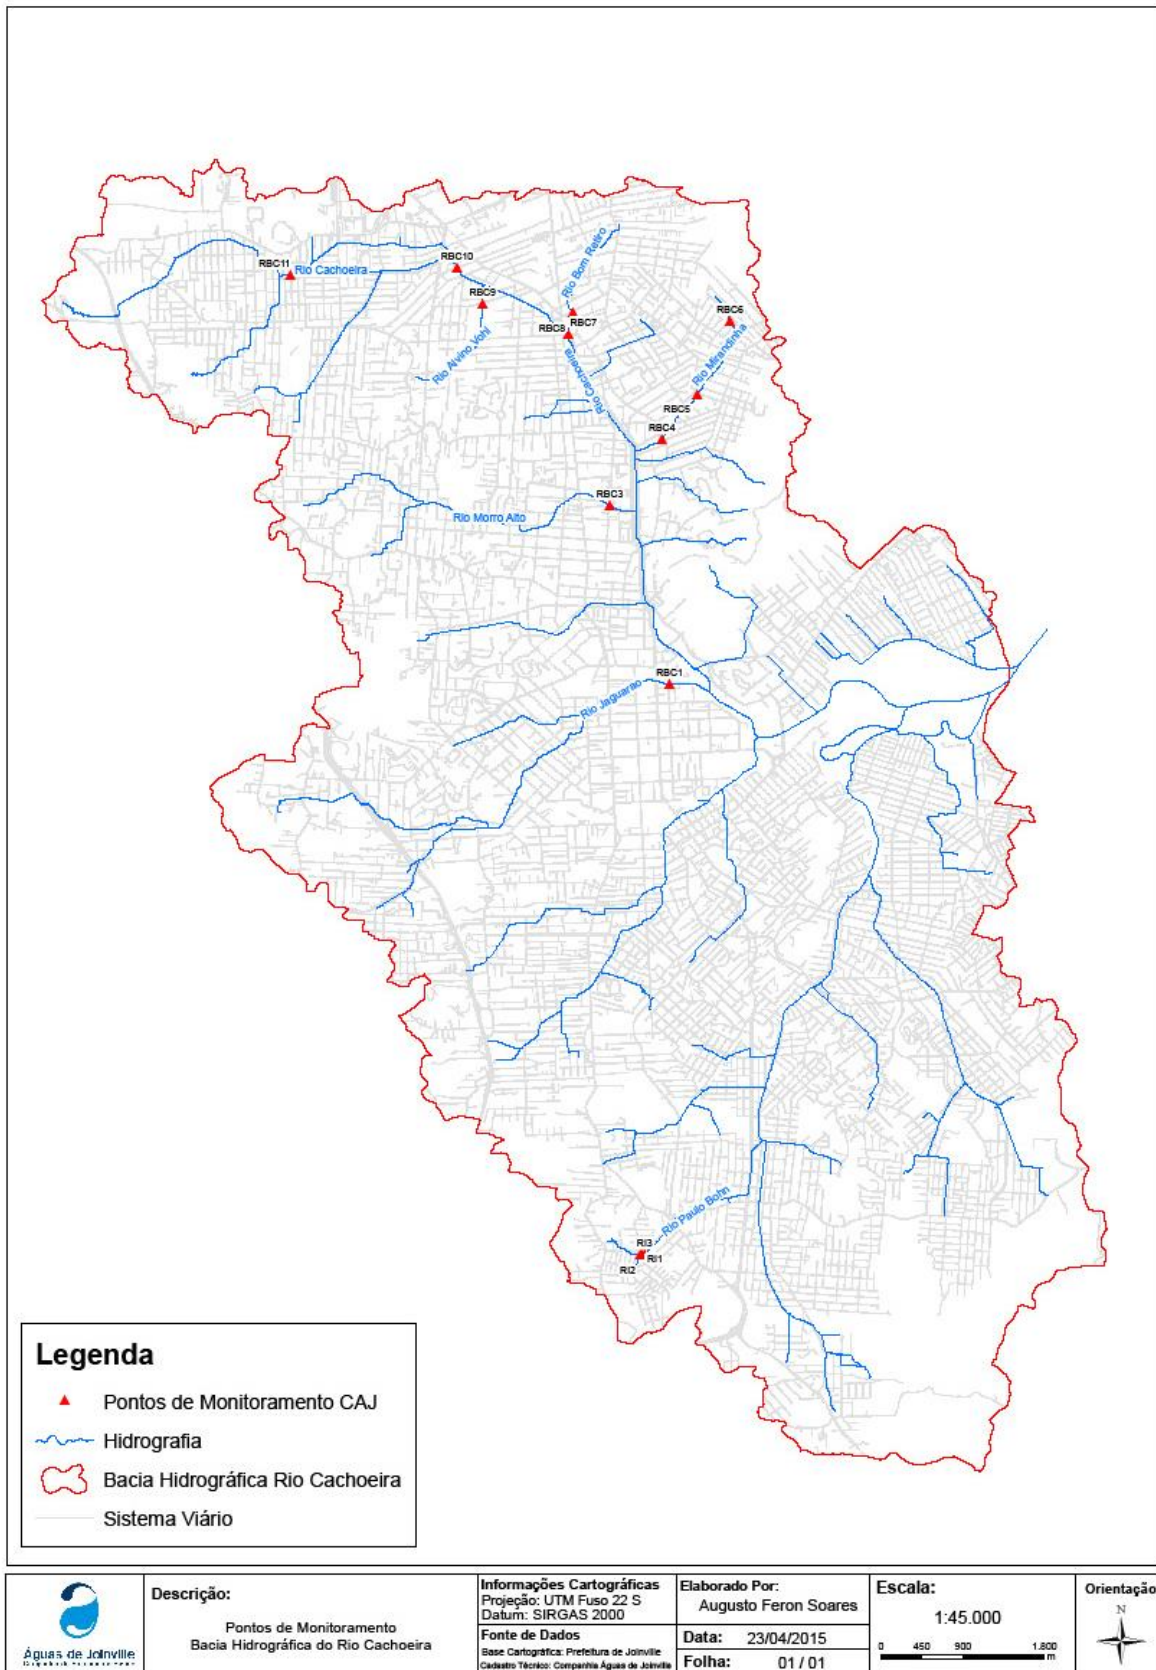 RBC11
Rio Cachoeira
RBC10
RBC9
Rio Bom Retiro
RBC7
RBC8
RBC6
Rio Alvino Vohl
Rio Cachoeira
Rio Mirandinha
RBC5
RBC4
RBC3
Rio Morro Alto
RBC1
Rio Jaguarao
Rio Paulo Bohn
RI3
RI1
RI2
Legenda
Pontos de Monitoramento CAJ
Hidrografia
Bacia Hidrográfica Rio Cachoeira
Sistema Viário
Águas de Joinville
Descrição:
Pontos de Monitoramento
Bacia Hidrográfica do Rio Cachoeira
Informações Cartográficas
Projeção: UTM Fuso 22 S
Datum: SIRGAS 2000
Fonte de Dados
Base Cartográfica: Prefeitura de Joinville
Cadastro Técnico: Companhia Águas de Joinville
Elaborado Por:
Augusto Feron Soares
Data: 23/04/2015
Folha: 01 / 01
Escala:
1:45.000
0 450 900 1.800
m
Orientação
N